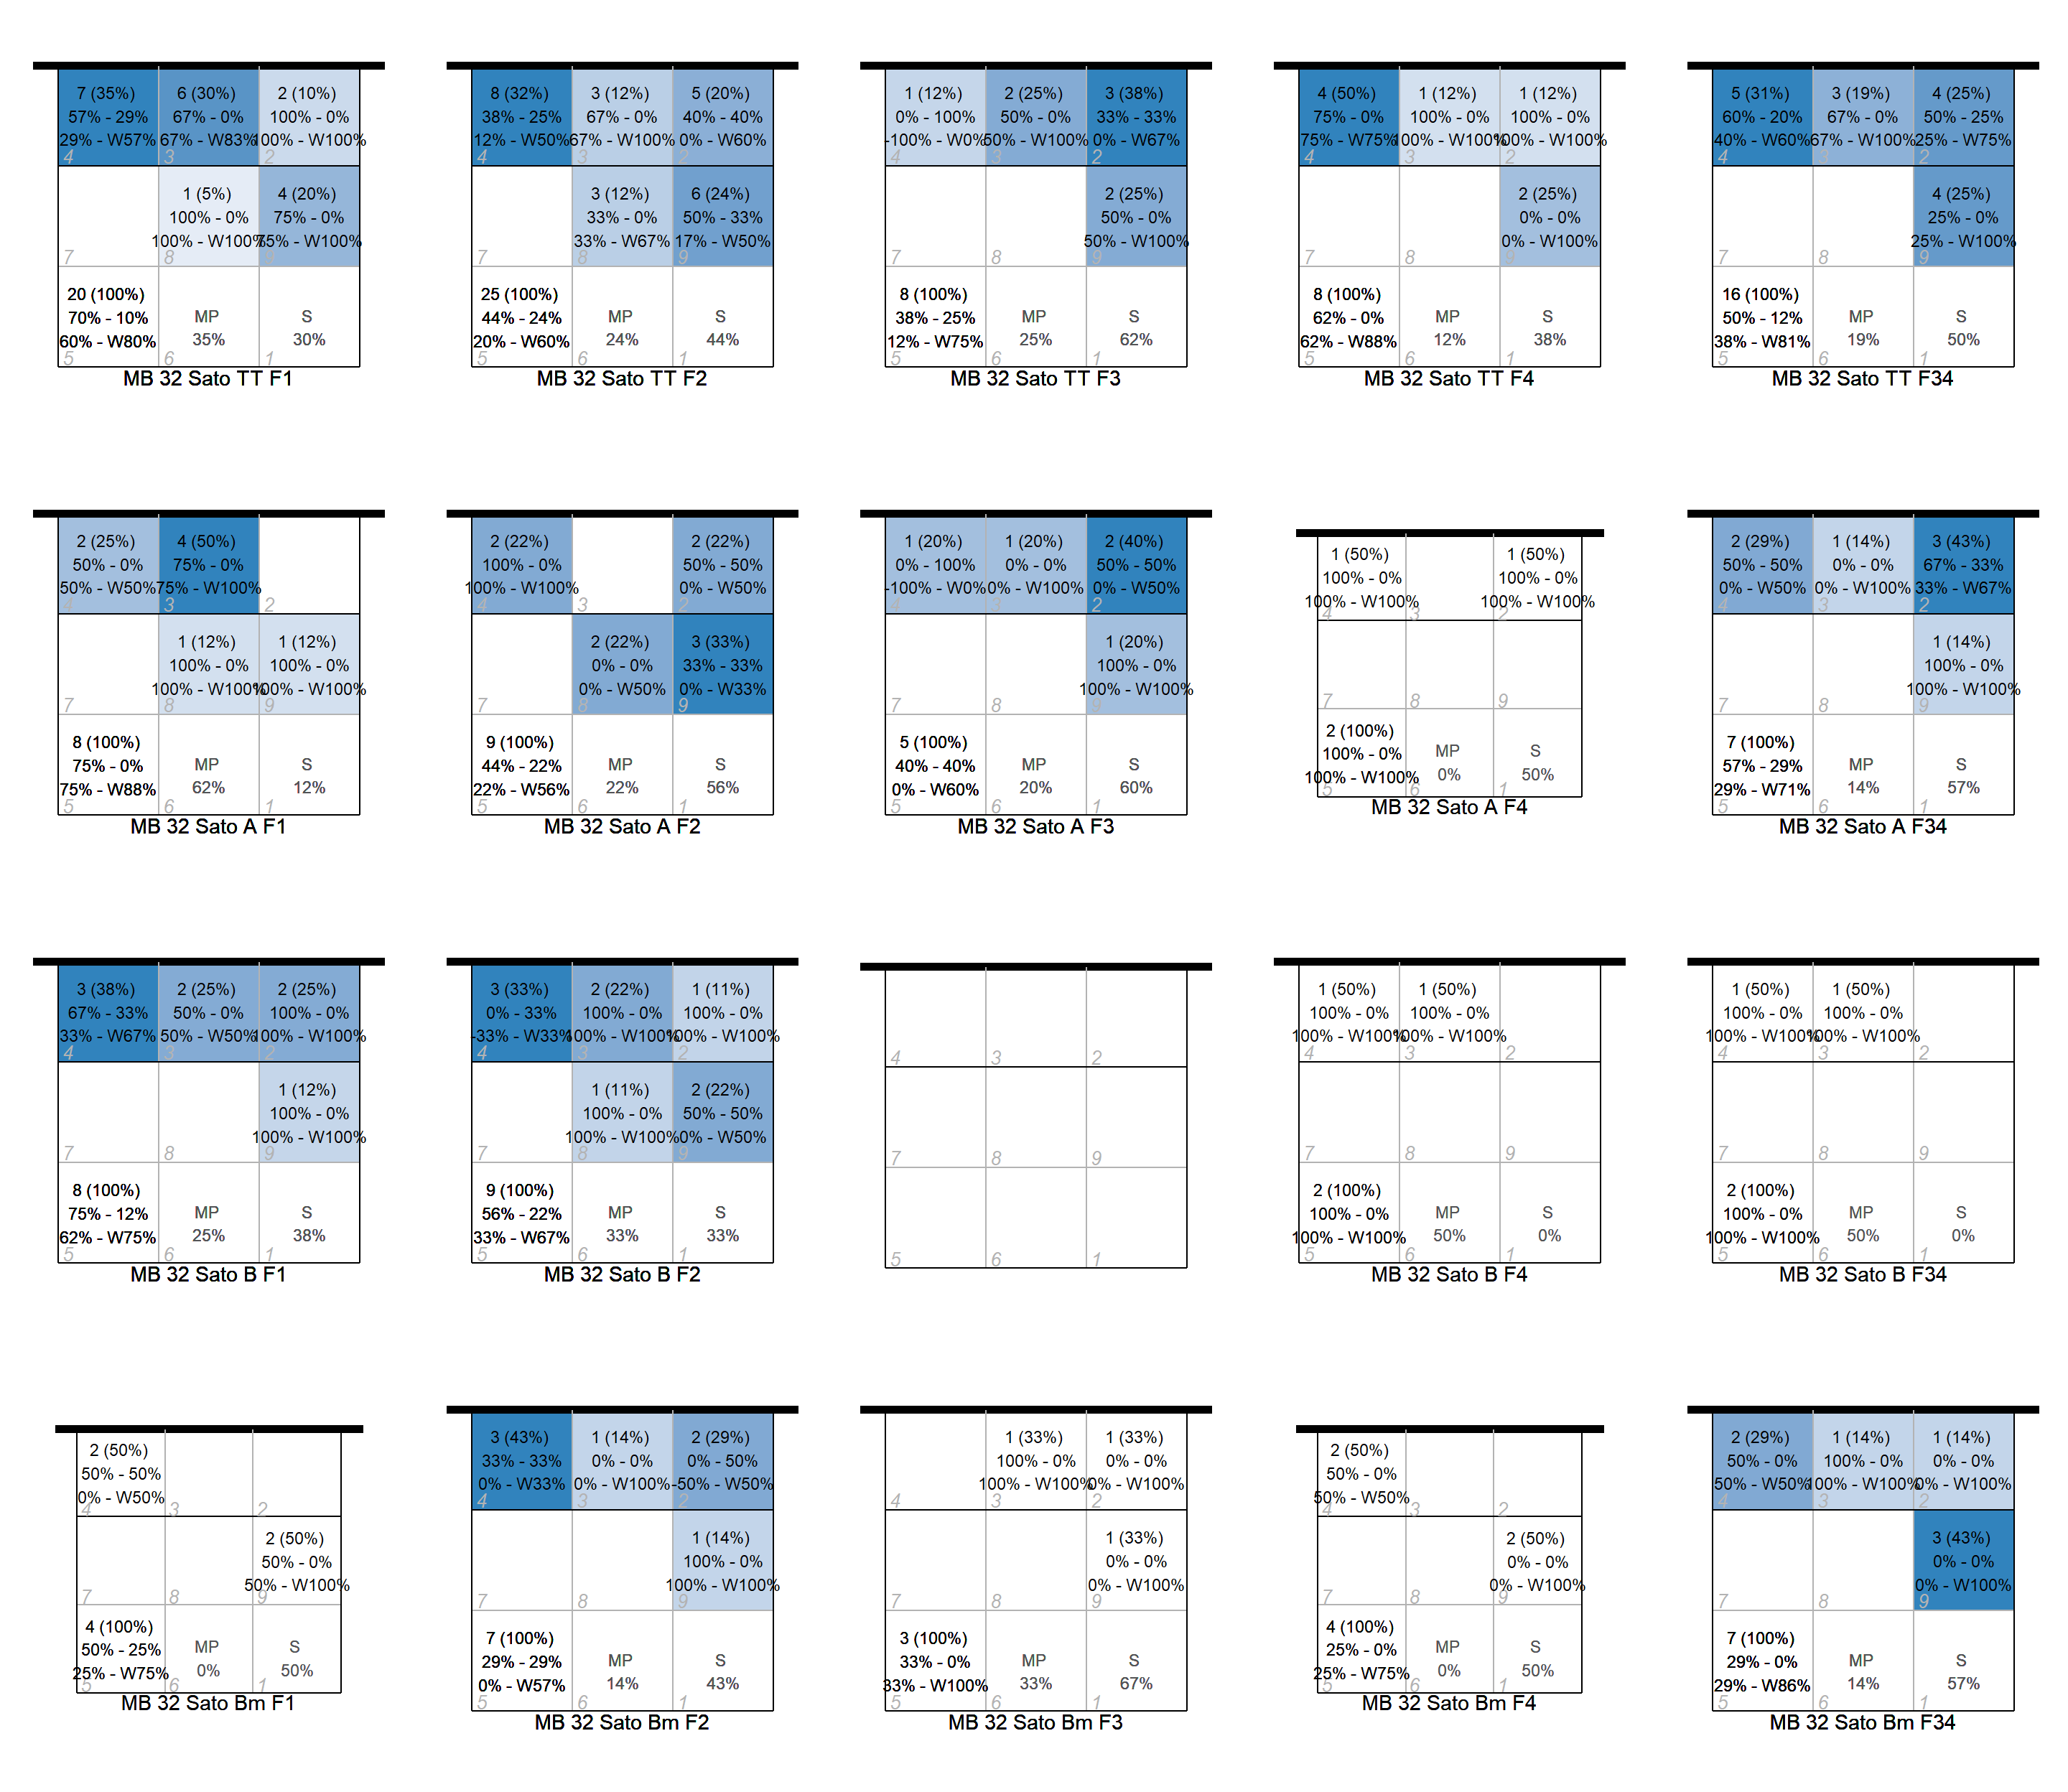 7 (35%)
57% - 29%
29% - W57%
4
6 (30%)
67% - 0%
67% - W83%
3
2 (10%)
100% - 0%
100% - W100%
2
7
1 (5%)
100% - 0%
100% - W100%
8
4 (20%)
75% - 0%
75% - W100%
9
20 (100%)
70% - 10%
60% - W80%
5
MP
35%
6
S
30%
1
MB 32 Sato TT F1
8 (32%)
38% - 25%
12% - W50%
4
3 (12%)
67% - 0%
67% - W100%
3
5 (20%)
40% - 40%
0% - W60%
2
7
3 (12%)
33% - 0%
33% - W67%
8
6 (24%)
50% - 33%
17% - W50%
9
25 (100%)
44% - 24%
20% - W60%
5
MP
24%
6
S
44%
1
MB 32 Sato TT F2
1 (12%)
0% - 100%
-100% - W0%
4
2 (25%)
50% - 0%
50% - W100%
3
3 (38%)
33% - 33%
0% - W67%
2
7
8
2 (25%)
50% - 0%
50% - W100%
9
8 (100%)
38% - 25%
12% - W75%
5
MP
25%
6
S
62%
1
MB 32 Sato TT F3
4 (50%)
75% - 0%
75% - W75%
4
1 (12%)
100% - 0%
100% - W100%
3
1 (12%)
100% - 0%
100% - W100%
2
7
8
2 (25%)
0% - 0%
0% - W100%
9
8 (100%)
62% - 0%
62% - W88%
5
MP
12%
6
S
38%
1
MB 32 Sato TT F4
5 (31%)
60% - 20%
40% - W60%
4
3 (19%)
67% - 0%
67% - W100%
3
4 (25%)
50% - 25%
25% - W75%
2
7
8
4 (25%)
25% - 0%
25% - W100%
9
16 (100%)
50% - 12%
38% - W81%
5
MP
19%
6
S
50%
1
MB 32 Sato TT F34
2 (25%)
50% - 0%
50% - W50%
4
4 (50%)
75% - 0%
75% - W100%
3
2
7
1 (12%)
100% - 0%
100% - W100%
8
1 (12%)
100% - 0%
100% - W100%
9
8 (100%)
75% - 0%
75% - W88%
5
MP
62%
6
S
12%
1
MB 32 Sato A F1
2 (22%)
100% - 0%
100% - W100%
4
3
2 (22%)
50% - 50%
0% - W50%
2
7
2 (22%)
0% - 0%
0% - W50%
8
3 (33%)
33% - 33%
0% - W33%
9
9 (100%)
44% - 22%
22% - W56%
5
MP
22%
6
S
56%
1
MB 32 Sato A F2
1 (20%)
0% - 100%
-100% - W0%
4
1 (20%)
0% - 0%
0% - W100%
3
2 (40%)
50% - 50%
0% - W50%
2
7
8
1 (20%)
100% - 0%
100% - W100%
9
5 (100%)
40% - 40%
0% - W60%
5
MP
20%
6
S
60%
1
MB 32 Sato A F3
1 (50%)
100% - 0%
100% - W100%
4
3
1 (50%)
100% - 0%
100% - W100%
2
7
8
9
2 (100%)
100% - 0%
100% - W100%
5
MP
0%
6
S
50%
1
MB 32 Sato A F4
2 (29%)
50% - 50%
0% - W50%
4
1 (14%)
0% - 0%
0% - W100%
3
3 (43%)
67% - 33%
33% - W67%
2
7
8
1 (14%)
100% - 0%
100% - W100%
9
7 (100%)
57% - 29%
29% - W71%
5
MP
14%
6
S
57%
1
MB 32 Sato A F34
3 (38%)
67% - 33%
33% - W67%
4
2 (25%)
50% - 0%
50% - W50%
3
2 (25%)
100% - 0%
100% - W100%
2
7
8
1 (12%)
100% - 0%
100% - W100%
9
8 (100%)
75% - 12%
62% - W75%
5
MP
25%
6
S
38%
1
MB 32 Sato B F1
3 (33%)
0% - 33%
-33% - W33%
4
2 (22%)
100% - 0%
100% - W100%
3
1 (11%)
100% - 0%
100% - W100%
2
7
1 (11%)
100% - 0%
100% - W100%
8
2 (22%)
50% - 50%
0% - W50%
9
9 (100%)
56% - 22%
33% - W67%
5
MP
33%
6
S
33%
1
MB 32 Sato B F2
4
3
2
7
8
9
5
6
1
1 (50%)
100% - 0%
100% - W100%
4
1 (50%)
100% - 0%
100% - W100%
3
2
7
8
9
2 (100%)
100% - 0%
100% - W100%
5
MP
50%
6
S
0%
1
MB 32 Sato B F4
1 (50%)
100% - 0%
100% - W100%
4
1 (50%)
100% - 0%
100% - W100%
3
2
7
8
9
2 (100%)
100% - 0%
100% - W100%
5
MP
50%
6
S
0%
1
MB 32 Sato B F34
2 (50%)
50% - 50%
0% - W50%
4
3
2
7
8
2 (50%)
50% - 0%
50% - W100%
9
4 (100%)
50% - 25%
25% - W75%
5
MP
0%
6
S
50%
1
MB 32 Sato Bm F1
3 (43%)
33% - 33%
0% - W33%
4
1 (14%)
0% - 0%
0% - W100%
3
2 (29%)
0% - 50%
-50% - W50%
2
7
8
1 (14%)
100% - 0%
100% - W100%
9
7 (100%)
29% - 29%
0% - W57%
5
MP
14%
6
S
43%
1
MB 32 Sato Bm F2
4
1 (33%)
100% - 0%
100% - W100%
3
1 (33%)
0% - 0%
0% - W100%
2
7
8
1 (33%)
0% - 0%
0% - W100%
9
3 (100%)
33% - 0%
33% - W100%
5
MP
33%
6
S
67%
1
MB 32 Sato Bm F3
2 (50%)
50% - 0%
50% - W50%
4
3
2
7
8
2 (50%)
0% - 0%
0% - W100%
9
4 (100%)
25% - 0%
25% - W75%
5
MP
0%
6
S
50%
1
MB 32 Sato Bm F4
2 (29%)
50% - 0%
50% - W50%
4
1 (14%)
100% - 0%
100% - W100%
3
1 (14%)
0% - 0%
0% - W100%
2
7
8
3 (43%)
0% - 0%
0% - W100%
9
7 (100%)
29% - 0%
29% - W86%
5
MP
14%
6
S
57%
1
MB 32 Sato Bm F34